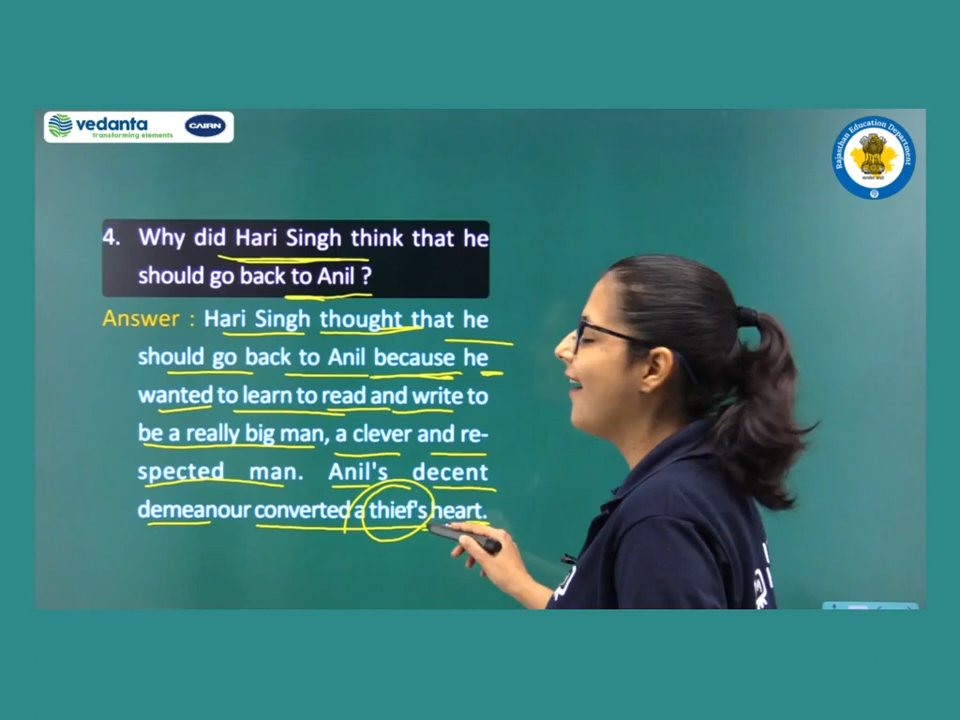 vedanta
transforming elements
CAIRN
Rajasthan Education Department
4. Why did Hari Singh think that he
should go back to Anil ?
Answer : Hari Singh thought that he
should go back to Anil because he
wanted to learn to read and write to
be a really big man, a clever and re-
spected man. Anil's decent
demeanour converted a thief's heart.